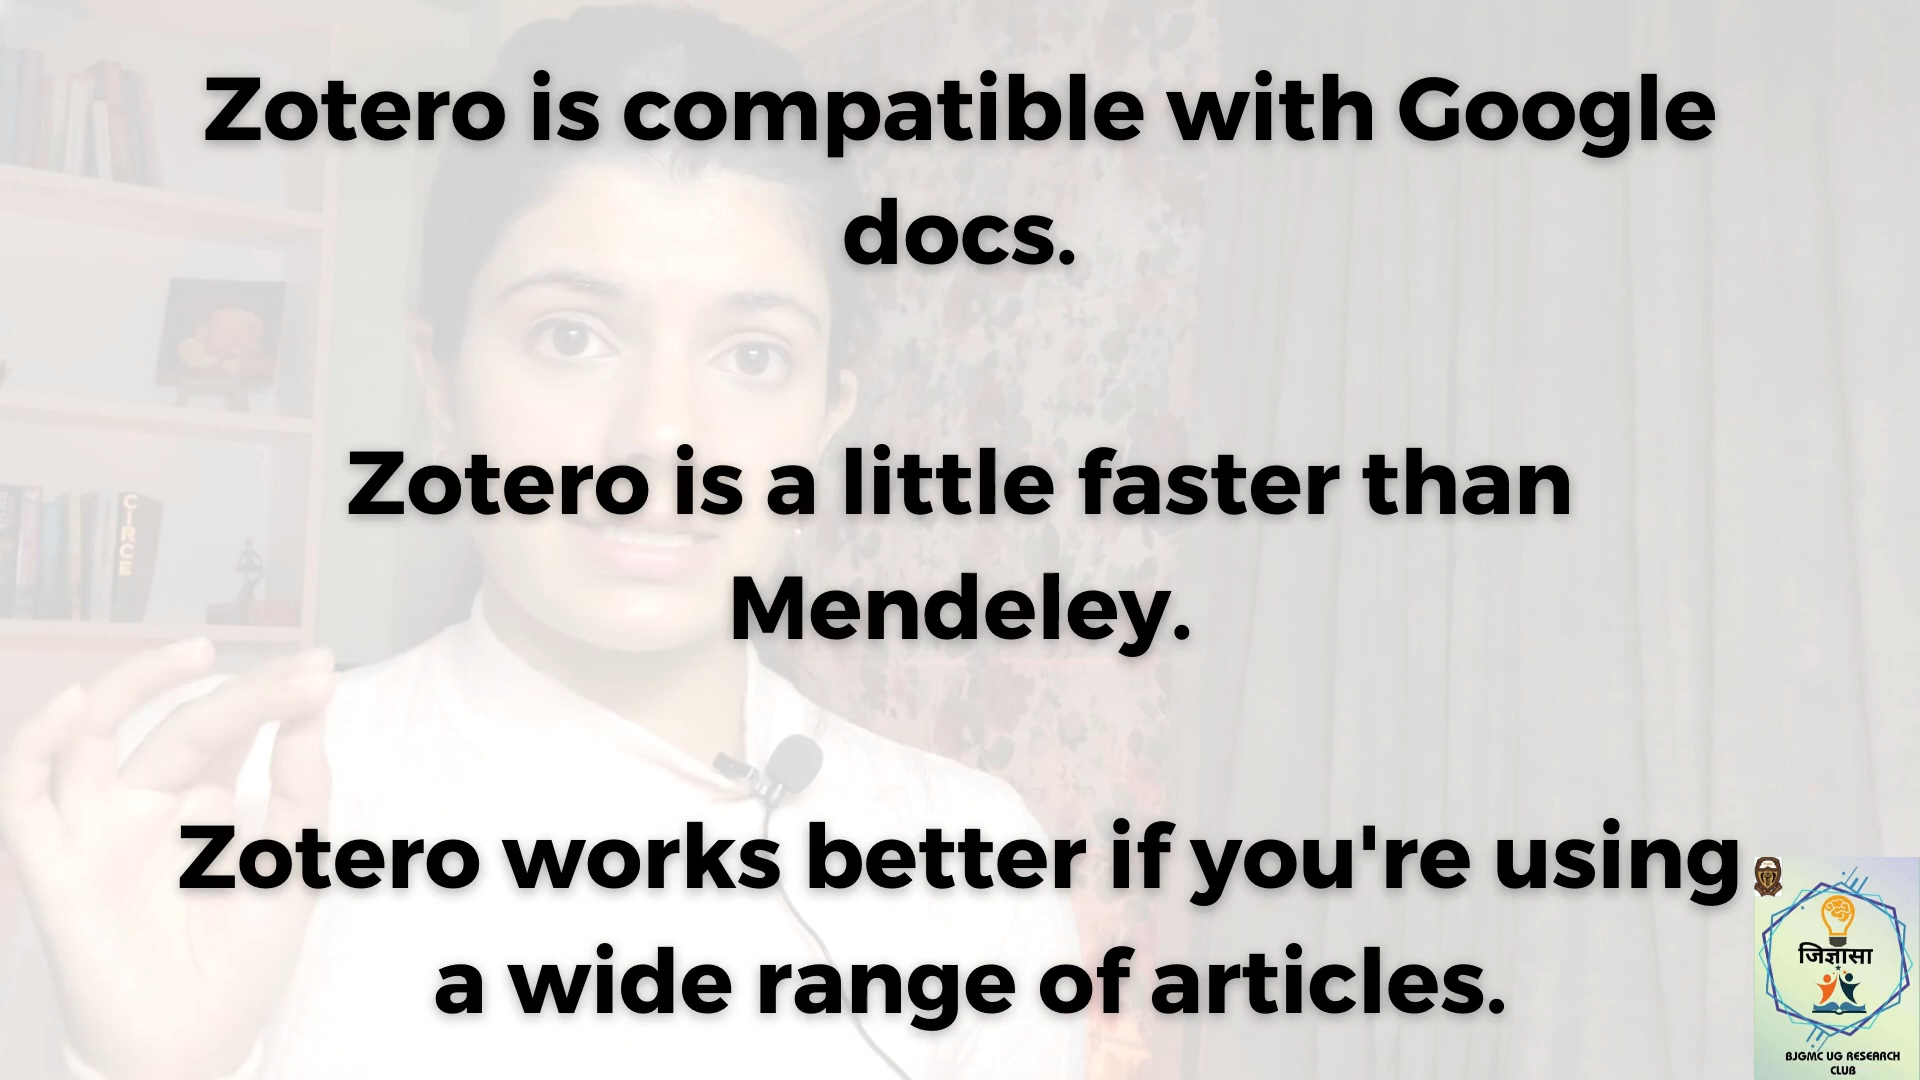 Zotero is compatible with Google
docs.
Zotero is a little faster than
Mendeley.
Zotero works better if you're using
a wide range of articles.
CIRCE
जिज्ञासा
BJGMC UG RESEARCH
CLUB